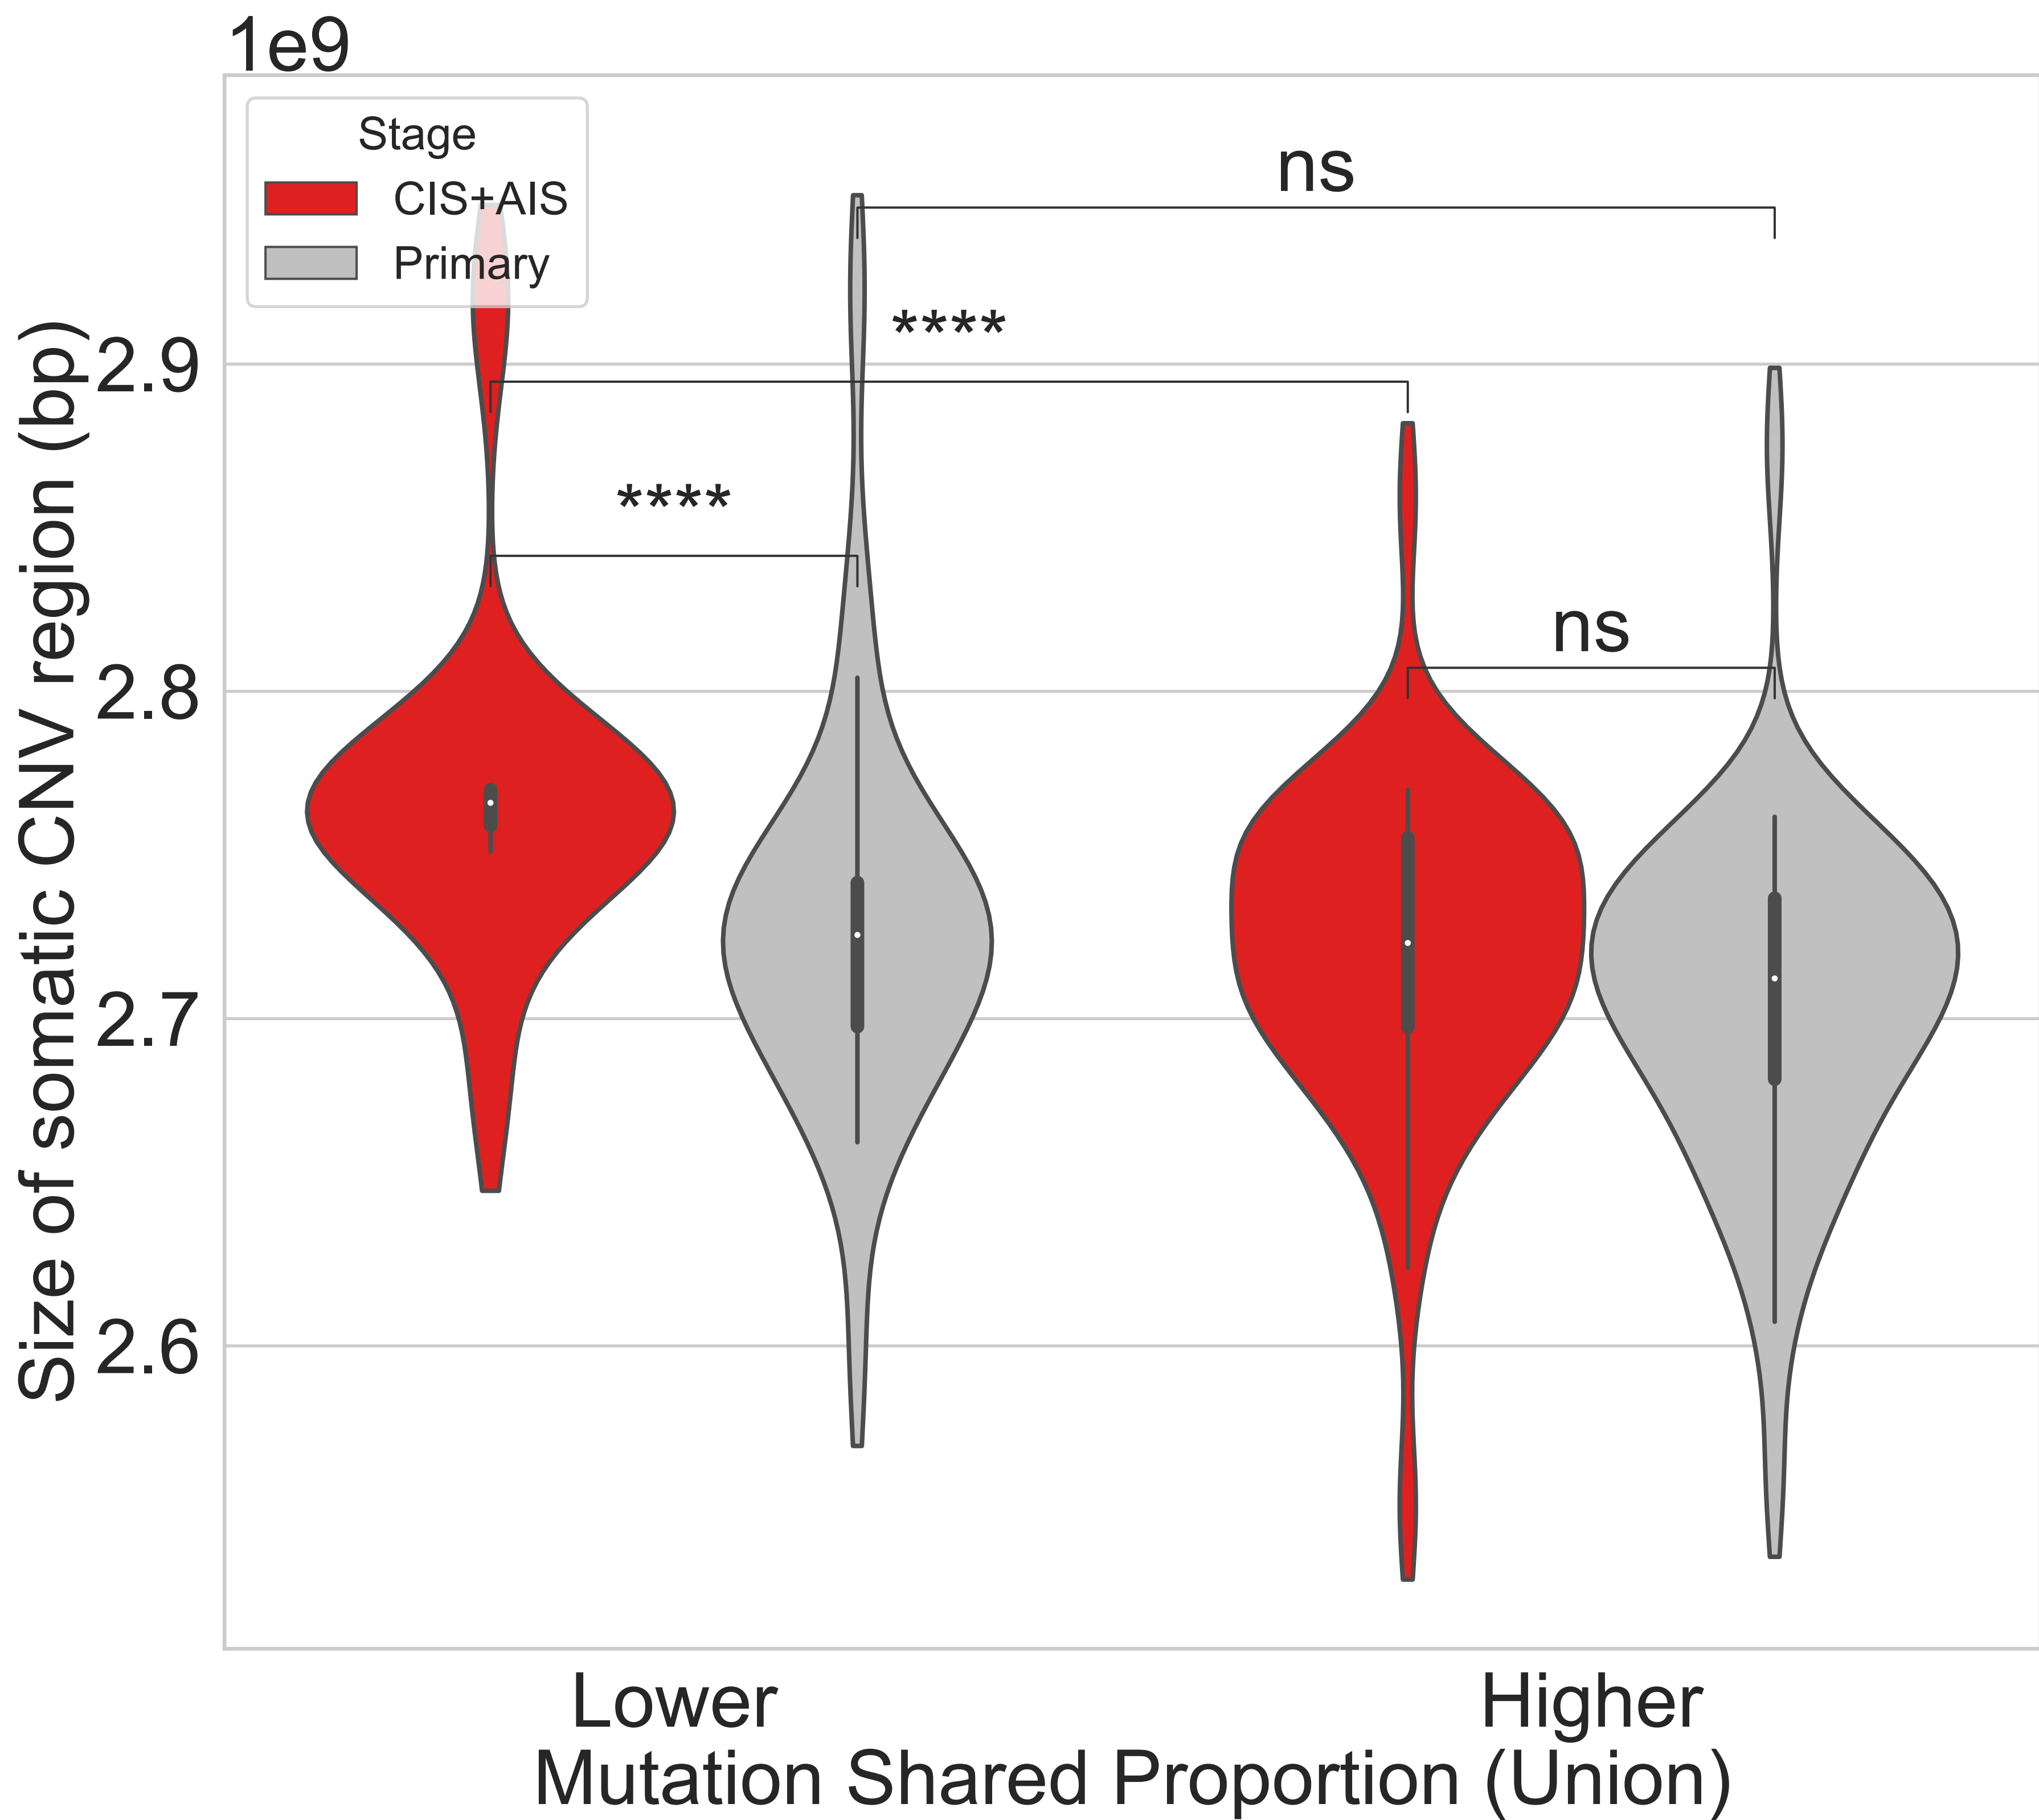 1e9
Stage
CIS+AIS
Primary
ns
****
****
ns
2.9
2.8
2.7
2.6
Size of somatic CNV region (bp)
Lower
Higher
Mutation Shared Proportion (Union)